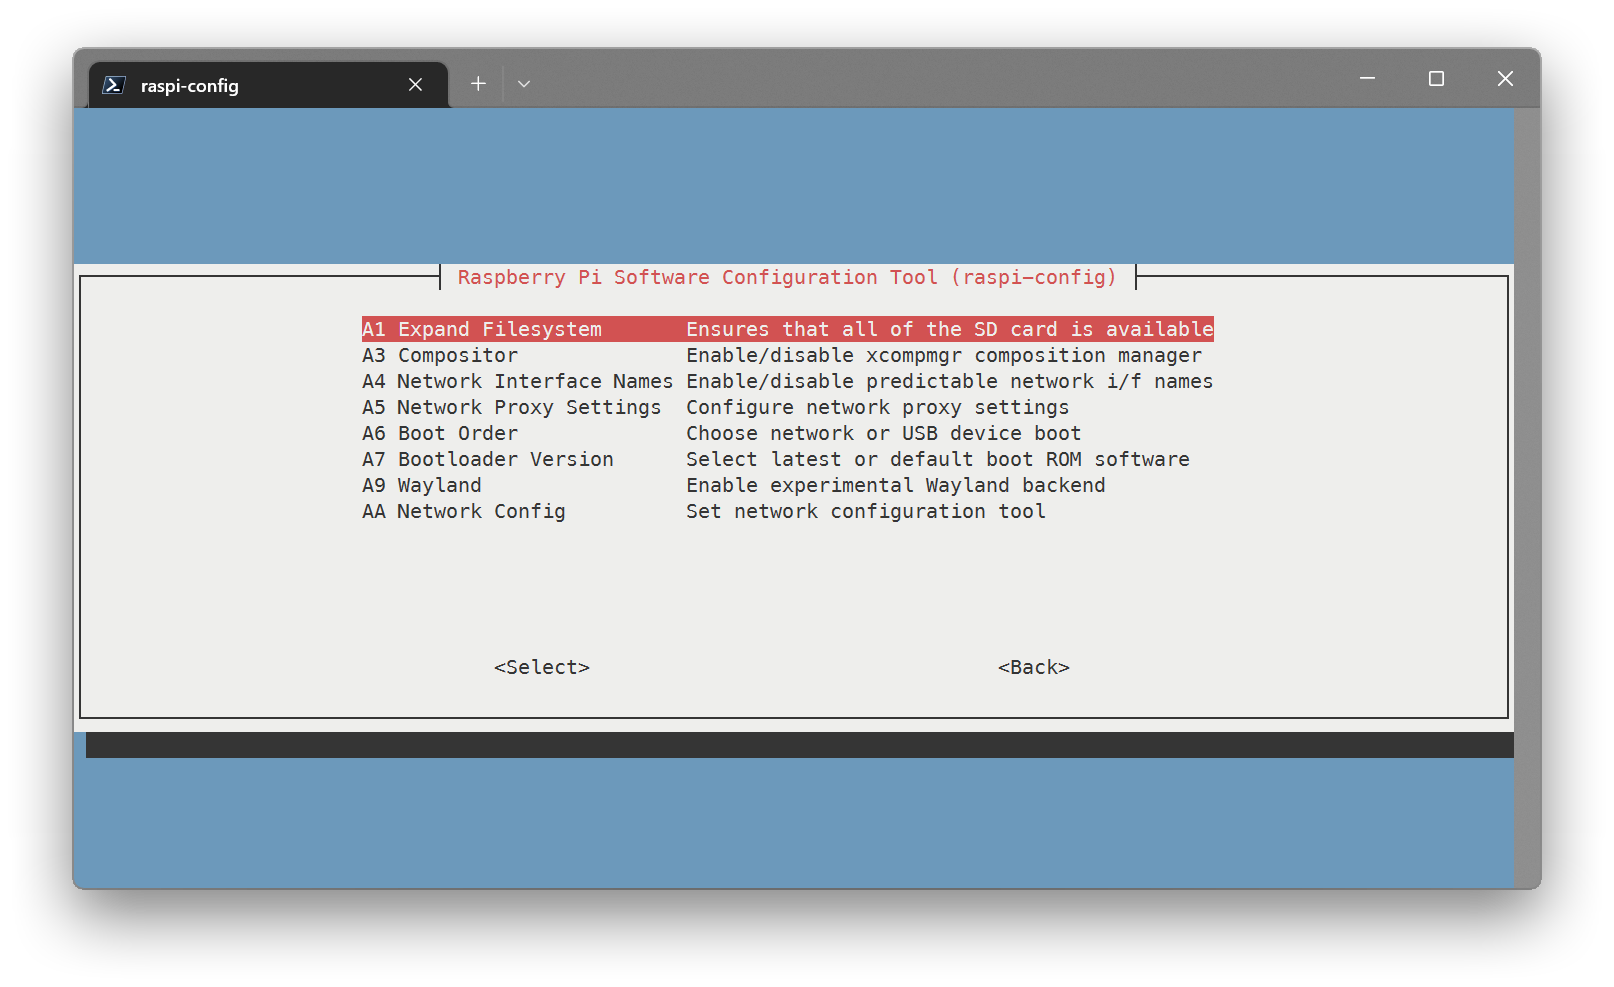 raspi-config
Raspberry Pi Software Configuration Tool (raspi-config)
A1 Expand Filesystem Ensures that all of the SD card is available
A3 Compositor Enable/disable xcompmgr composition manager
A4 Network Interface Names Enable/disable predictable network i/f names
A5 Network Proxy Settings Configure network proxy settings
A6 Boot Order Choose network or USB device boot
A7 Bootloader Version Select latest or default boot ROM software
A9 Wayland Enable experimental Wayland backend
AA Network Config Set network configuration tool
<Select> <Back>